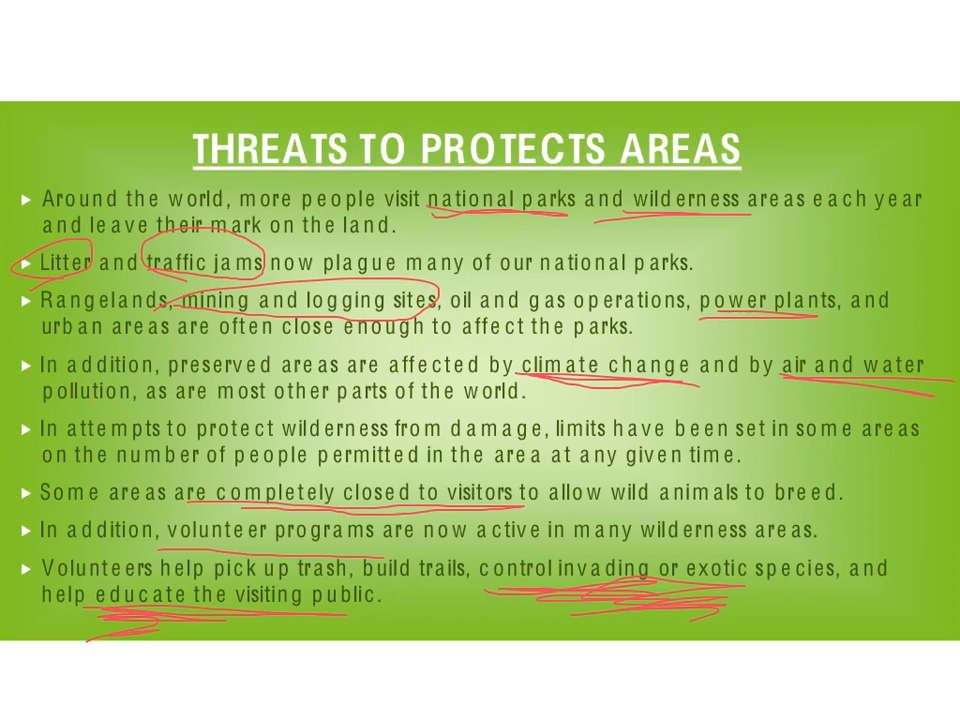 THREATS TO PROTECTS AREAS
Around the world, more people visit national parks and wilderness areas each year
and leave their mark on the land.
Litter and traffic jams now plague many of our national parks.
Rangelands, mining and logging sites, oil and gas operations, power plants, and
urban areas are often close enough to affect the parks.
In addition, preserved areas are affected by climate change and by air and water
pollution, as are most other parts of the world.
In attempts to protect wilderness from damage, limits have been set in some areas
on the number of people permitted in the area at any given time.
Some areas are completely closed to visitors to allow wild animals to breed.
In addition, volunteer programs are now active in many wilderness areas.
Volunteers help pick up trash, build trails, control invading or exotic species, and
help educate the visiting public.